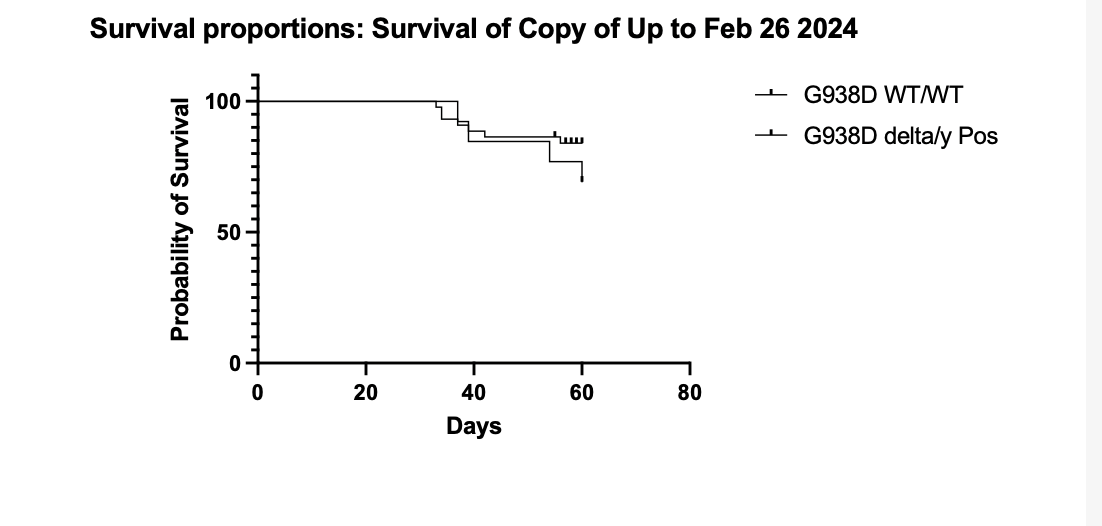 Survival proportions: Survival of Copy of Up to Feb 26 2024
G938D WT/WT
G938D delta/y Pos
Probability of Survival
100
50
0
0 20 40 60 80
Days